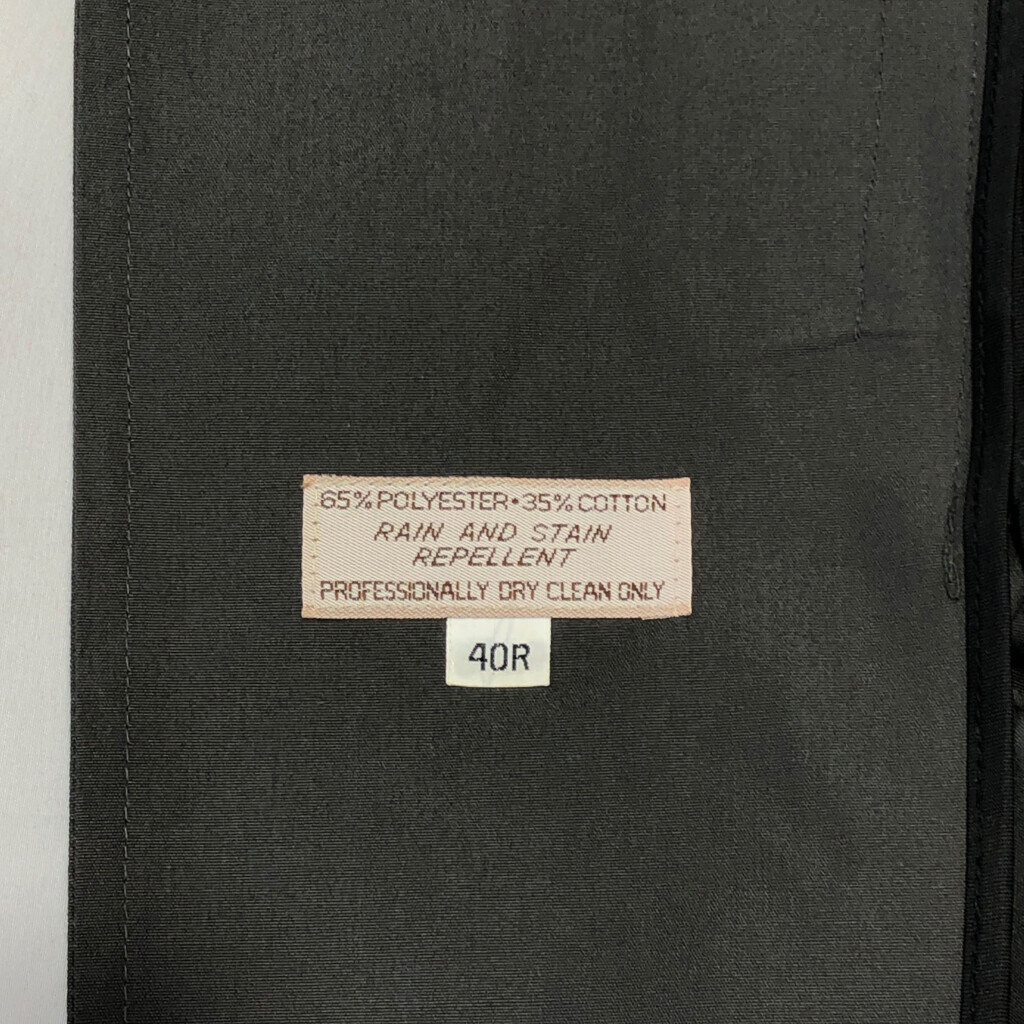 65% POLYESTER • 35% COTTON
RAIN AND STAIN
REPELLENT
PROFESSIONALLY DRY CLEAN ONLY
40R